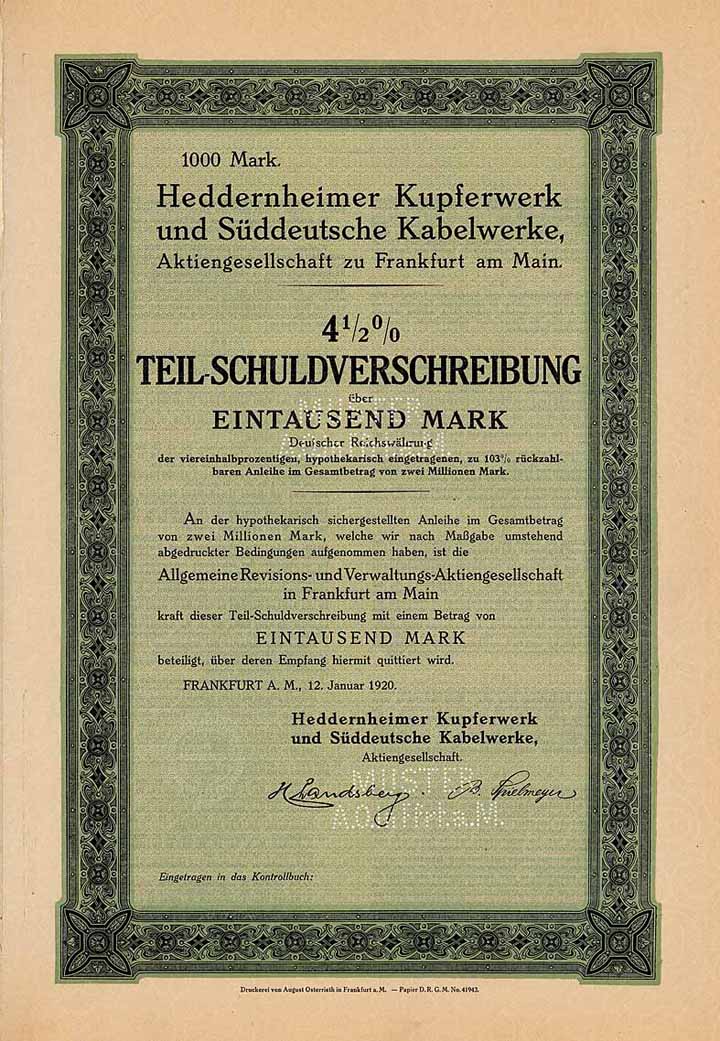 1000 Mark.
Heddernheimer Kupferwerk
und Süddeutsche Kabelwerke,
Aktiengesellschaft zu Frankfurt am Main.
4½%
TEIL-SCHULDVERSCHREIBUNG
über
MUSTER
EINTAUSEND MARK
Deutscher Reichswährung
der viereinhalbprozentigen, hypothekarisch eingetragenen, zu 103% rückzahl-
baren Anleihe im Gesamtbetrag von zwei Millionen Mark.
An der hypothekarisch sichergestellten Anleihe im Gesamtbetrag
von zwei Millionen Mark, welche wir nach Maßgabe umstehend
abgedruckter Bedingungen aufgenommen haben, ist die
Allgemeine Revisions- und Verwaltungs-Aktiengesellschaft
in Frankfurt am Main
kraft dieser Teil-Schuldverschreibung mit einem Betrag von
EINTAUSEND MARK
beteiligt, über deren Empfang hiermit quittiert wird.
FRANKFURT A. M., 12. Januar 1920.
Heddernheimer Kupferwerk
und Süddeutsche Kabelwerke,
Aktiengesellschaft.
MUSTER
H Landsberg.
Eingetragen in das Kontrollbuch:
Druckerei von August Osterrieth in Frankfurt a. M. — Papier D. R. G. M. No. 41943.